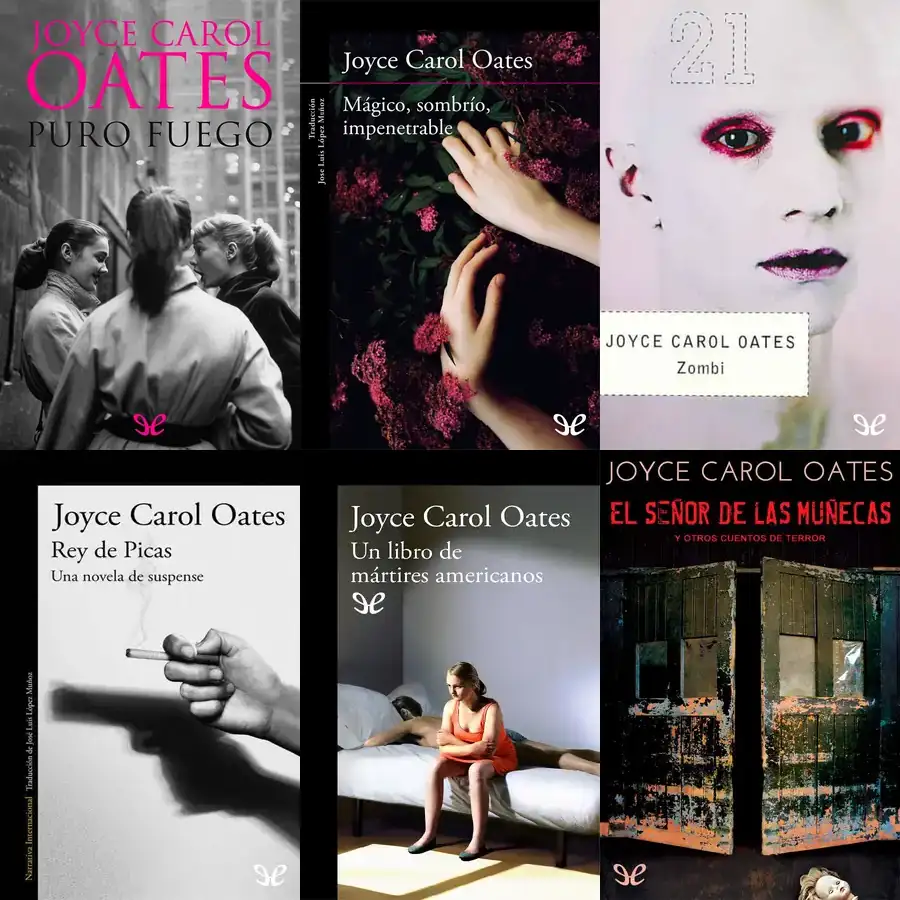 JOYCE CAROL
OATES
PURO FUEGO
Joyce Carol Oates
Mágico, sombrío,
impenetrable
Traducción
Jose Luis López Muñoz
21
JOYCE CAROL OATES
Zombi
Joyce Carol Oates
Rey de Picas
Una novela de suspense
Narrativa Internacional Traducción de José Luis López Muñoz
Joyce Carol Oates
Un libro de
mártires americanos
JOYCE CAROL OATES
EL SEÑOR DE LAS MUÑECAS
Y OTROS CUENTOS DE TERROR